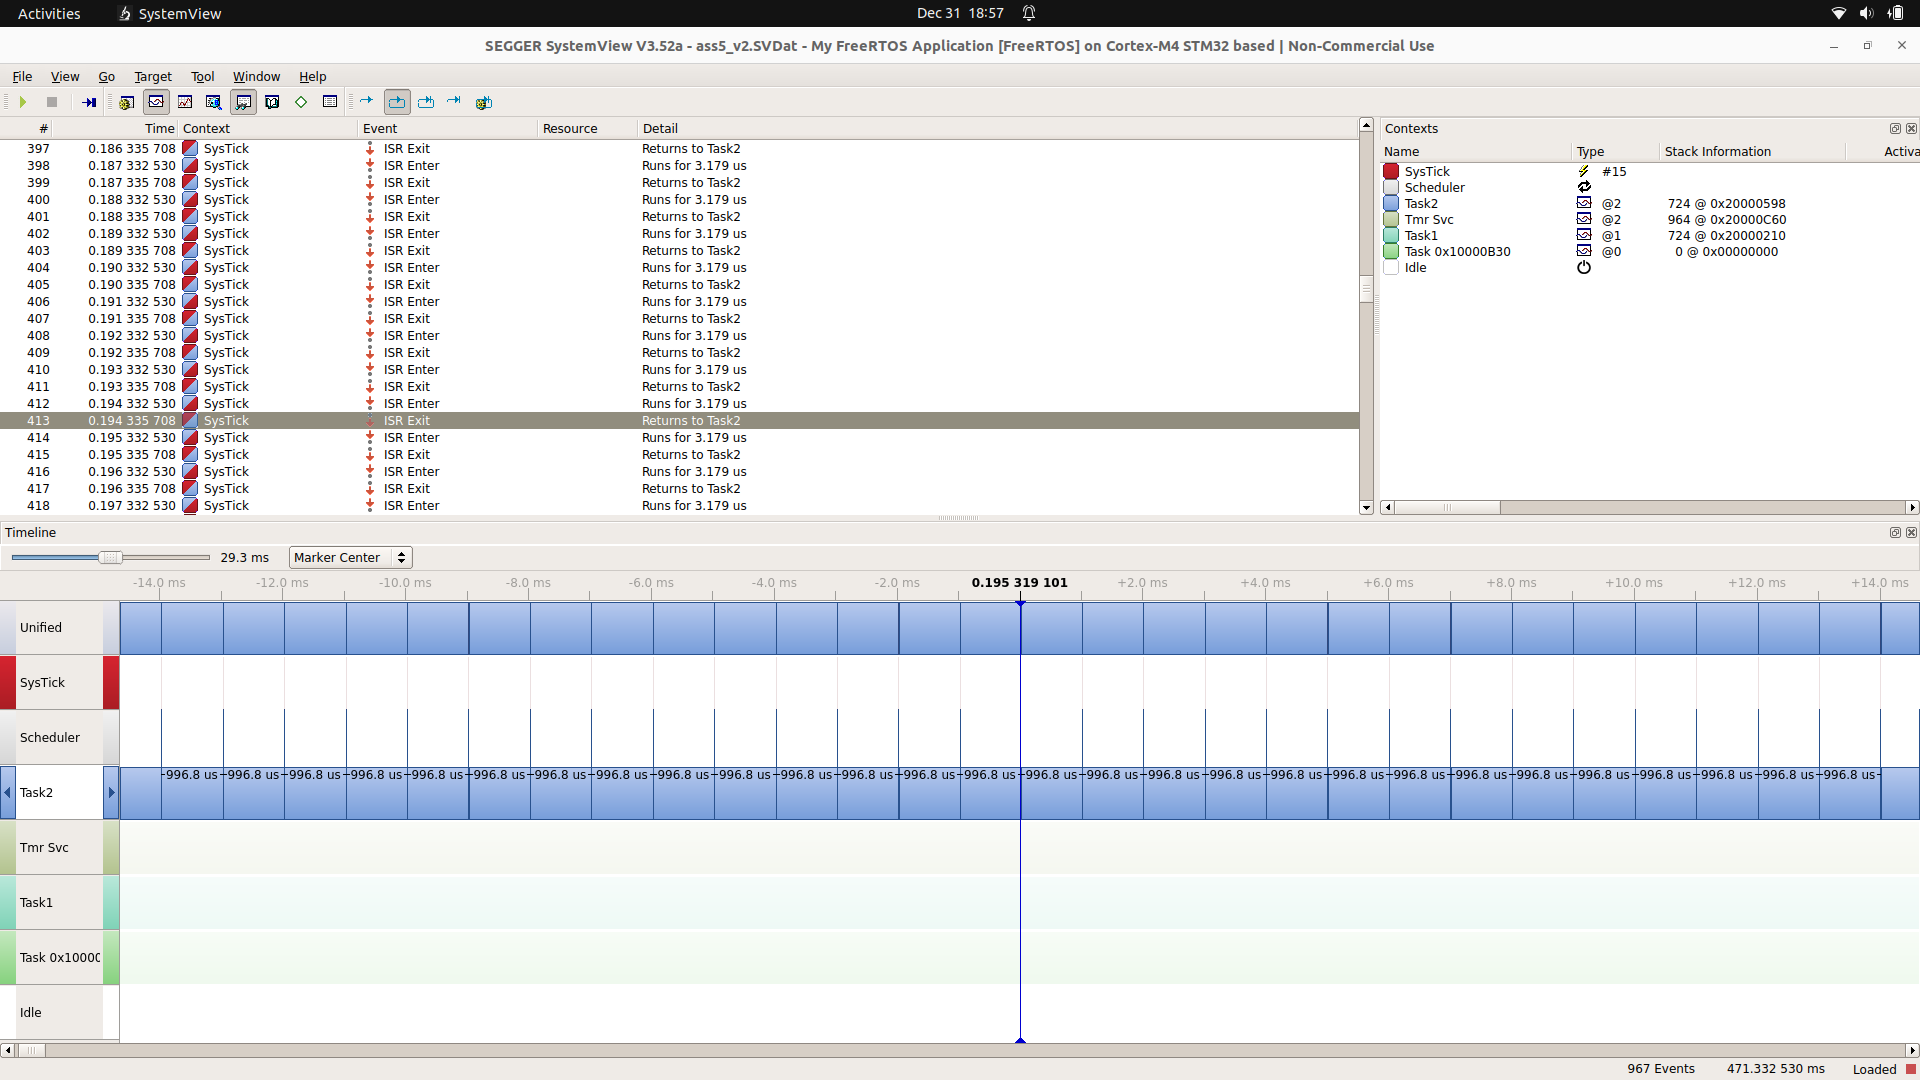 Activities SystemView Dec 31 18:57
SEGGER SystemView V3.52a - ass5_v2.SVDat - My FreeRTOS Application [FreeRTOS] on Cortex-M4 STM32 based | Non-Commercial Use
File View Go Target Tool Window Help
# Time Context Event Resource Detail
397 0.186 335 708 SysTick ISR Exit Returns to Task2
398 0.187 332 530 SysTick ISR Enter Runs for 3.179 us
399 0.187 335 708 SysTick ISR Exit Returns to Task2
400 0.188 332 530 SysTick ISR Enter Runs for 3.179 us
401 0.188 335 708 SysTick ISR Exit Returns to Task2
402 0.189 332 530 SysTick ISR Enter Runs for 3.179 us
403 0.189 335 708 SysTick ISR Exit Returns to Task2
404 0.190 332 530 SysTick ISR Enter Runs for 3.179 us
405 0.190 335 708 SysTick ISR Exit Returns to Task2
406 0.191 332 530 SysTick ISR Enter Runs for 3.179 us
407 0.191 335 708 SysTick ISR Exit Returns to Task2
408 0.192 332 530 SysTick ISR Enter Runs for 3.179 us
409 0.192 335 708 SysTick ISR Exit Returns to Task2
410 0.193 332 530 SysTick ISR Enter Runs for 3.179 us
411 0.193 335 708 SysTick ISR Exit Returns to Task2
412 0.194 332 530 SysTick ISR Enter Runs for 3.179 us
413 0.194 335 708 SysTick ISR Exit Returns to Task2
414 0.195 332 530 SysTick ISR Enter Runs for 3.179 us
415 0.195 335 708 SysTick ISR Exit Returns to Task2
416 0.196 332 530 SysTick ISR Enter Runs for 3.179 us
417 0.196 335 708 SysTick ISR Exit Returns to Task2
418 0.197 332 530 SysTick ISR Enter Runs for 3.179 us
Contexts
Name Type Stack Information Activa
SysTick #15
Scheduler
Task2 @2 724 @ 0x20000598
Tmr Svc @2 964 @ 0x20000C60
Task1 @1 724 @ 0x20000210
Task 0x10000B30 @0 0 @ 0x00000000
Idle
Timeline
29.3 ms Marker Center
-14.0 ms -12.0 ms -10.0 ms -8.0 ms -6.0 ms -4.0 ms -2.0 ms 0.195 319 101 +2.0 ms +4.0 ms +6.0 ms +8.0 ms +10.0 ms +12.0 ms +14.0 ms
Unified
SysTick
Scheduler
Task2 996.8 us 996.8 us 996.8 us 996.8 us 996.8 us 996.8 us 996.8 us 996.8 us 996.8 us 996.8 us 996.8 us 996.8 us 996.8 us 996.8 us 996.8 us 996.8 us 996.8 us 996.8 us 996.8 us 996.8 us 996.8 us 996.8 us 996.8 us 996.8 us 996.8 us 996.8 us 996.8 us 996.8 us
Tmr Svc
Task1
Task 0x1000
Idle
967 Events 471.332 530 ms Loaded